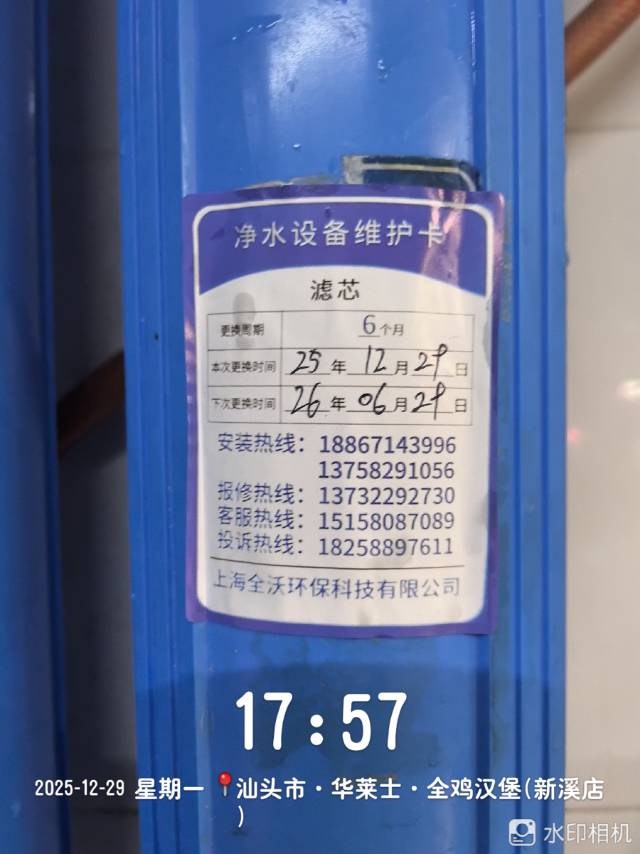 净水设备维护卡
滤芯
更换周期 6个月
本次更换时间 25年12月29日
下次更换时间 26年06月29日
安装热线：18867143996
13758291056
报修热线：13732292730
客服热线：15158087089
投诉热线：18258897611
上海全沃环保科技有限公司
17:57
2025-12-29 星期一 汕头市·华莱士·全鸡汉堡(新溪店
)
水印相机